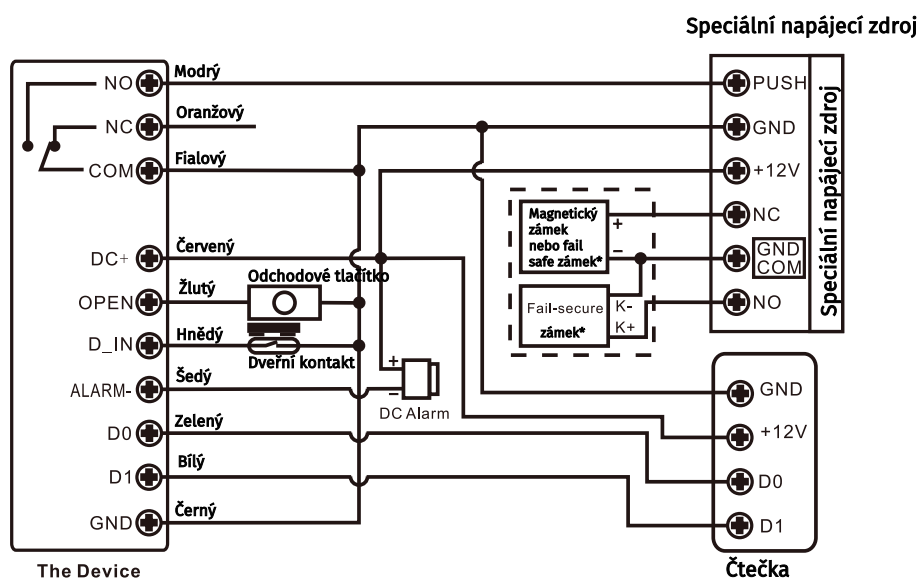 Speciální napájecí zdroj
NO
Modrý
PUSH
NC
Oranžový
GND
COM
Fialový
+12V
Speciální napájecí zdroj
Magnetický
zámek
nebo fail
safe zámek*
+
−
NC
GND
COM
DC+
Červený
Odchodové tlačítko
OPEN
Žlutý
Fail-secure
zámek*
K-
K+
NO
D_IN
Hnědý
Dveřní kontakt
ALARM-
Šedý
+
−
DC Alarm
GND
D0
Zelený
+12V
D1
Bílý
D0
GND
Černý
D1
The Device
Čtečka